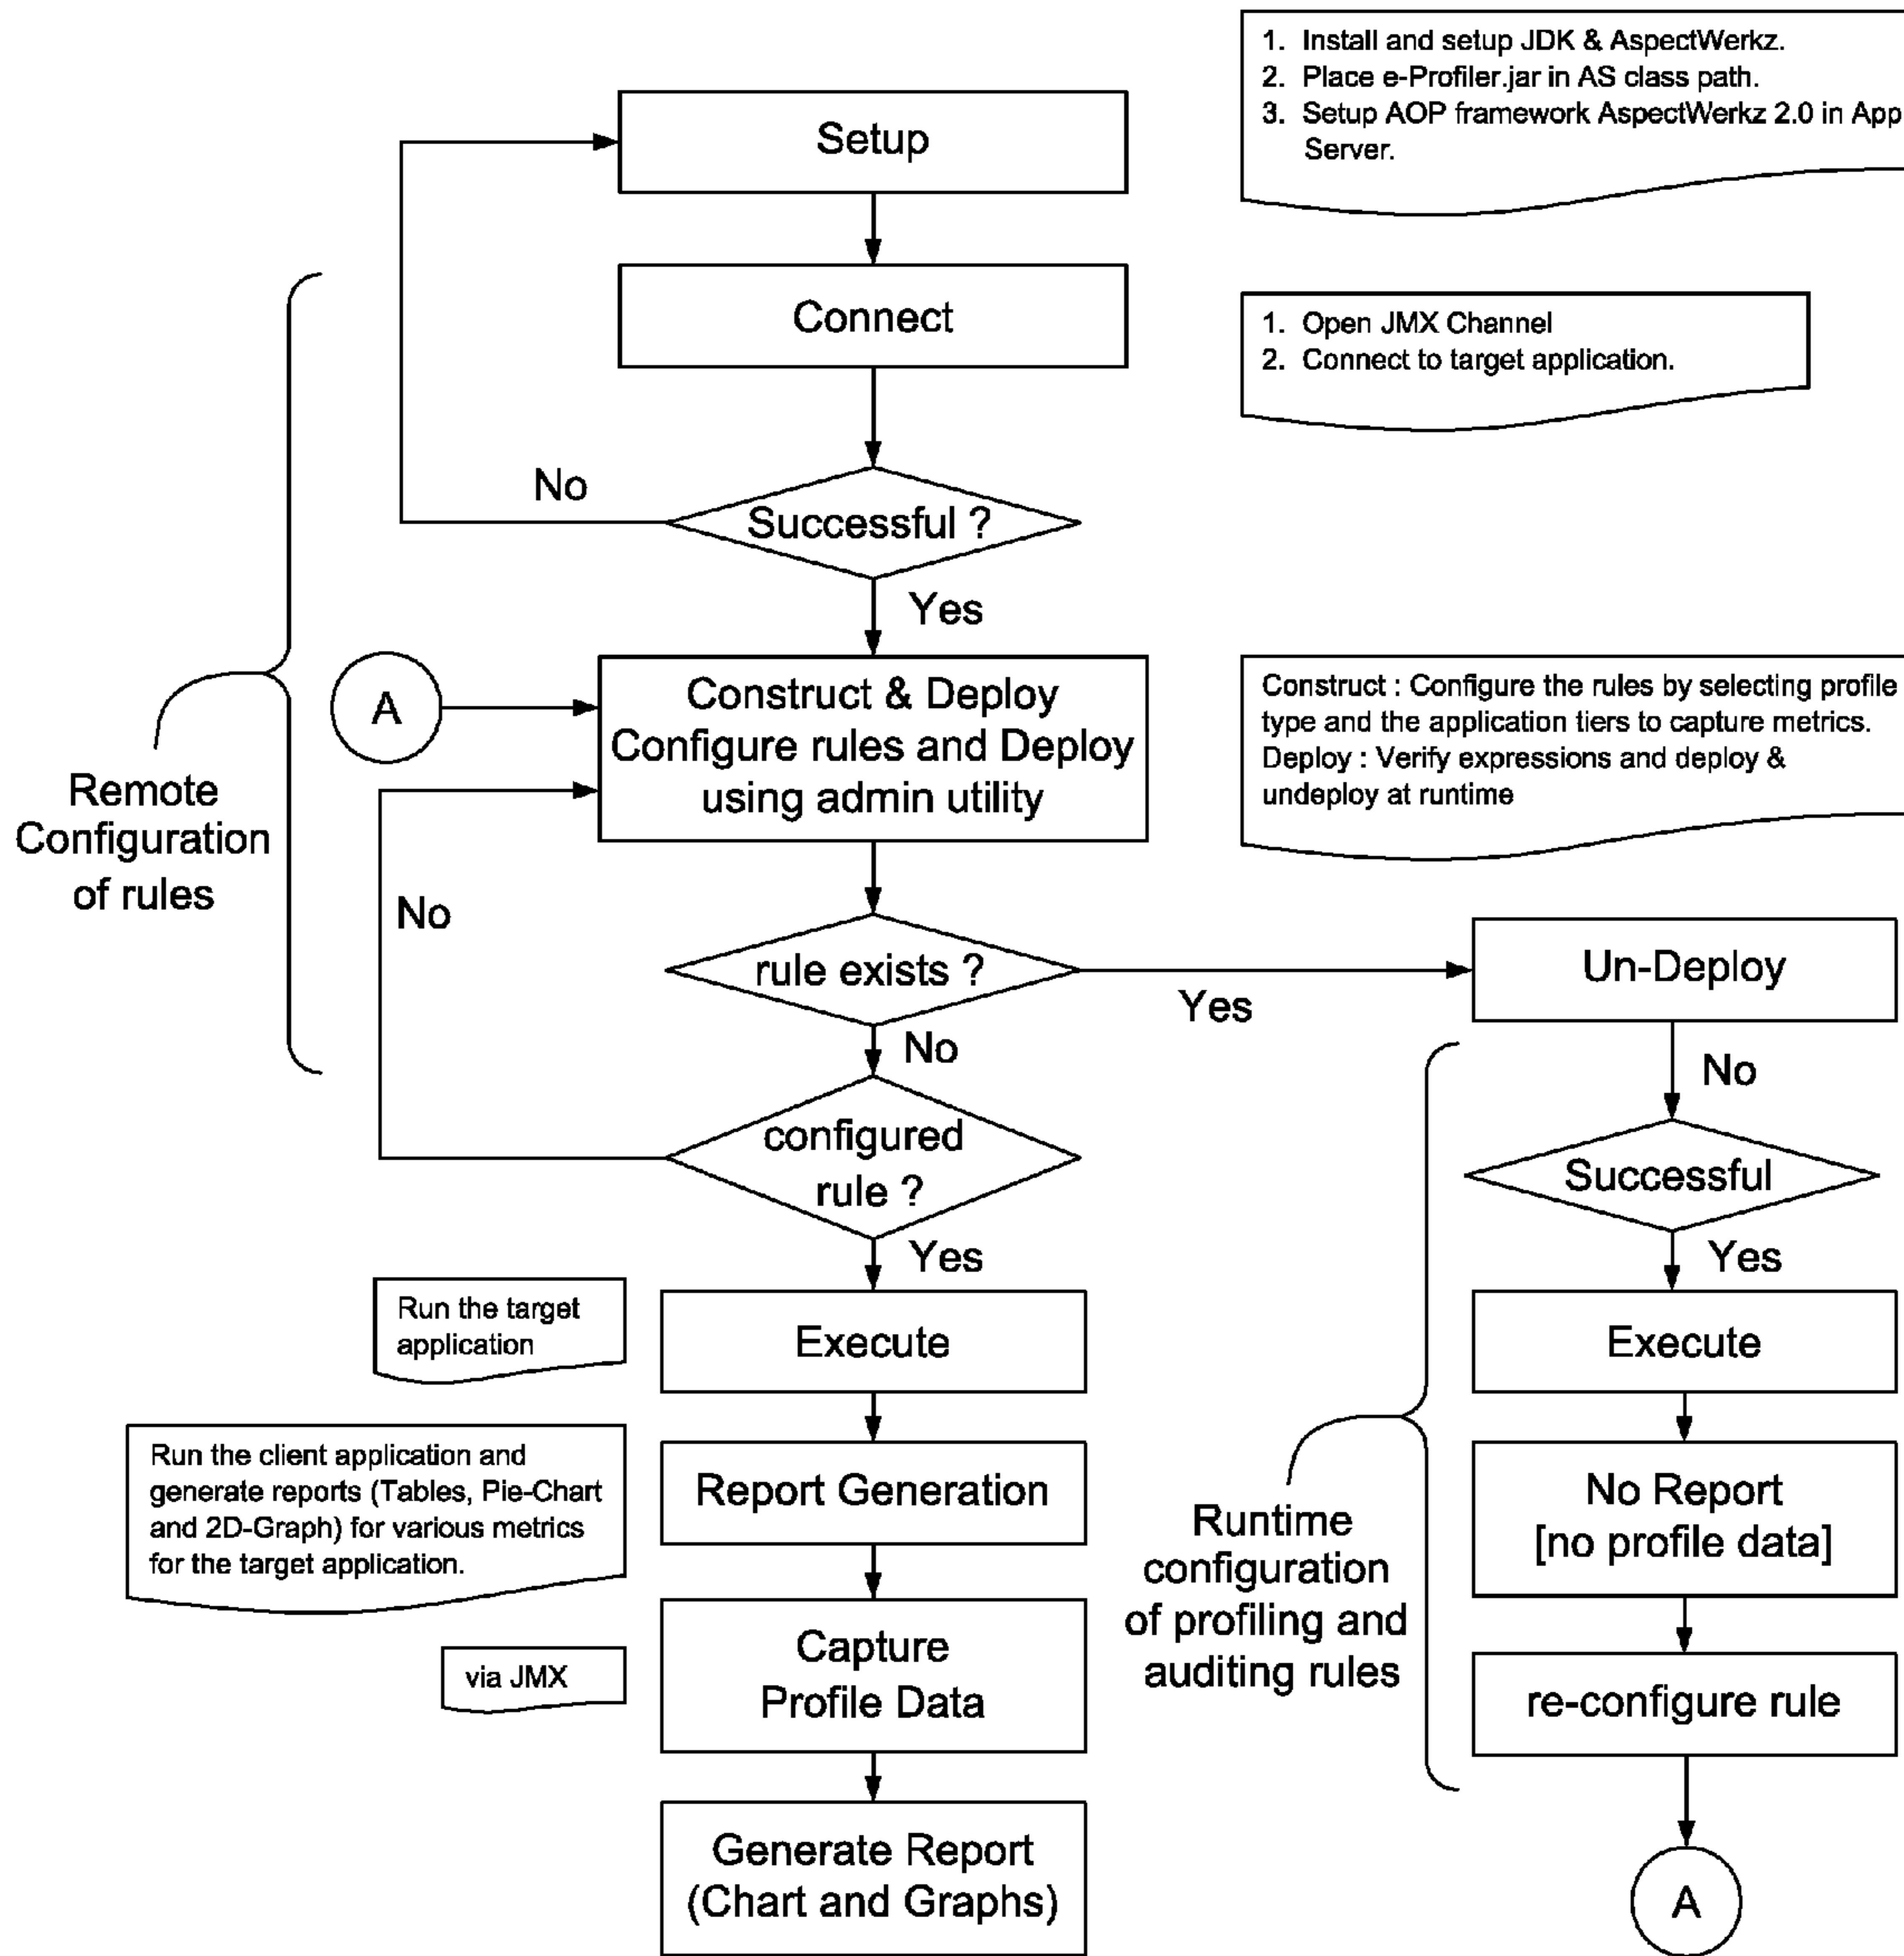 1. Install and setup JDK & AspectWerkz.
2. Place e-Profiler.jar in AS class path.
3. Setup AOP framework AspectWerkz 2.0 in App
Server.
Setup
Connect
1. Open JMX Channel
2. Connect to target application.
No
Successful ?
Yes
A
Construct & Deploy
Configure rules and Deploy
using admin utility
Construct : Configure the rules by selecting profile
type and the application tiers to capture metrics.
Deploy : Verify expressions and deploy &
undeploy at runtime
Remote
Configuration
of rules
No
rule exists ?
Yes
Un-Deploy
No
No
configured
rule ?
Successful
Yes
Yes
Run the target
application
Execute
Execute
Run the client application and
generate reports (Tables, Pie-Chart
and 2D-Graph) for various metrics
for the target application.
Report Generation
Runtime
configuration
of profiling and
auditing rules
No Report
[no profile data]
via JMX
Capture
Profile Data
re-configure rule
Generate Report
(Chart and Graphs)
A